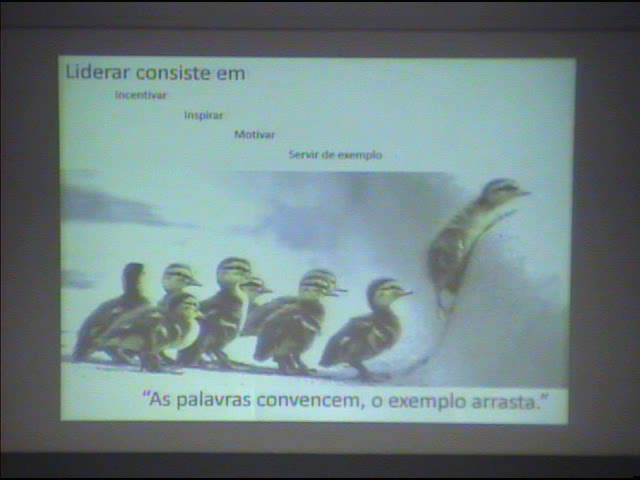 Liderar consiste em
Incentivar
Inspirar
Motivar
Servir de exemplo
“As palavras convencem, o exemplo arrasta.”